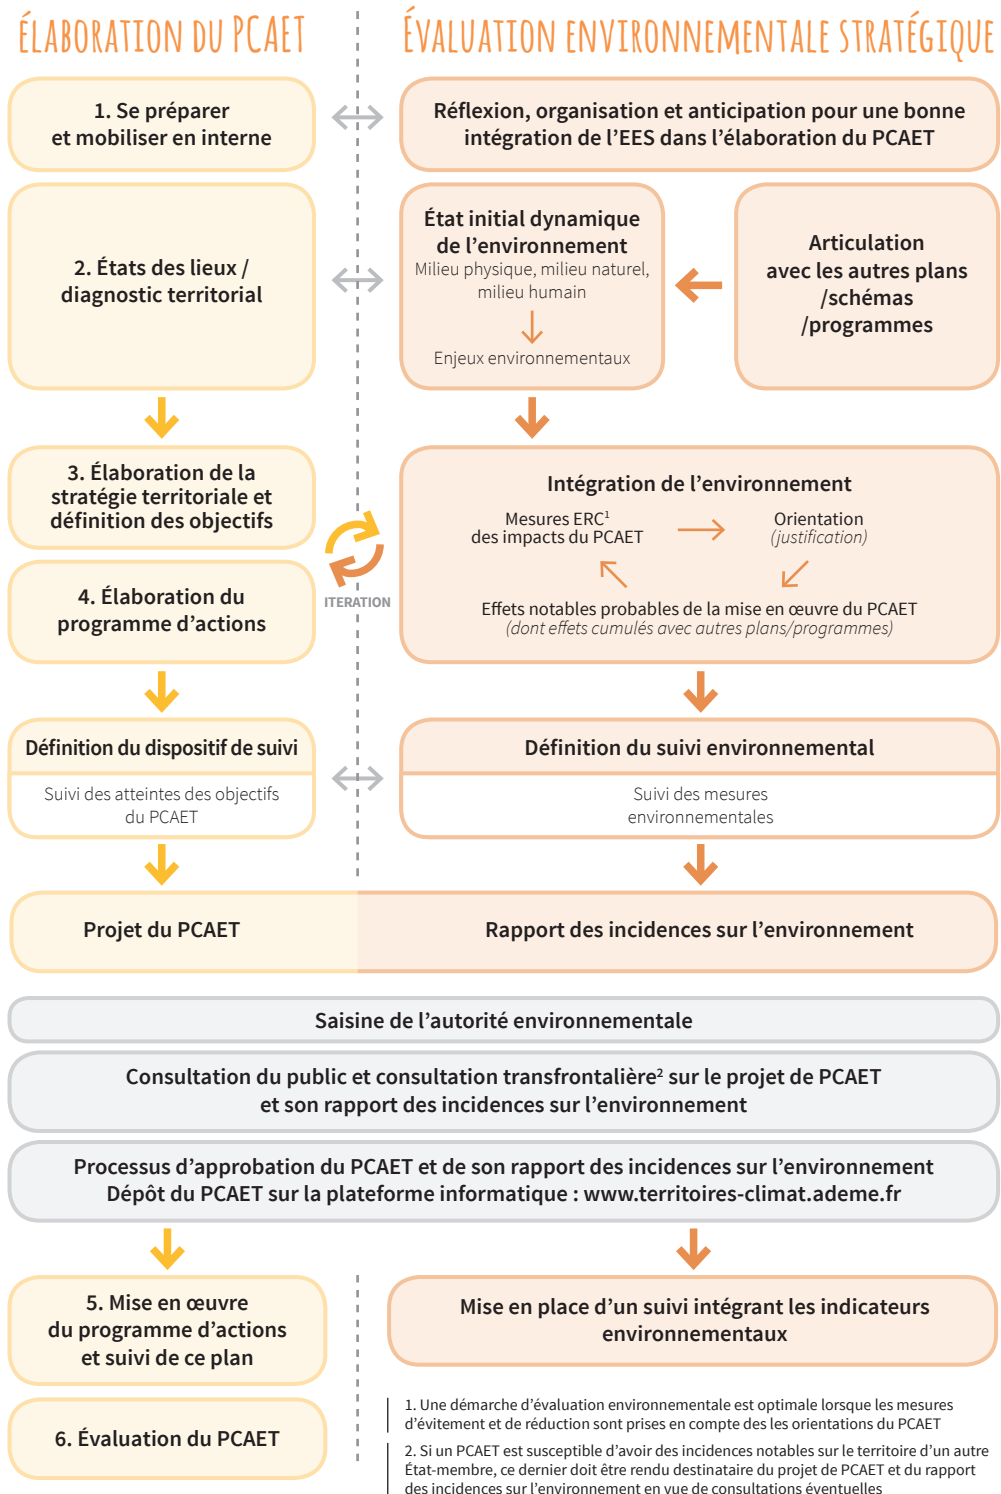 ÉLABORATION DU PCAET
ÉVALUATION ENVIRONNEMENTALE STRATÉGIQUE
1. Se préparer
et mobiliser en interne
Réflexion, organisation et anticipation pour une bonne
intégration de l’EES dans l’élaboration du PCAET
2. États des lieux /
diagnostic territorial
État initial dynamique
de l’environnement
Milieu physique, milieu naturel,
milieu humain
Enjeux environnementaux
Articulation
avec les autres plans
/schémas
/programmes
3. Élaboration de la
stratégie territoriale et
définition des objectifs
4. Élaboration du
programme d’actions
ITERATION
Intégration de l’environnement
Mesures ERC¹
des impacts du PCAET
Orientation
(justification)
Effets notables probables de la mise en œuvre du PCAET
(dont effets cumulés avec autres plans/programmes)
Définition du dispositif de suivi
Suivi des atteintes des objectifs
du PCAET
Définition du suivi environnemental
Suivi des mesures
environnementales
Projet du PCAET
Rapport des incidences sur l’environnement
Saisine de l’autorité environnementale
Consultation du public et consultation transfrontalière² sur le projet de PCAET
et son rapport des incidences sur l’environnement
Processus d’approbation du PCAET et de son rapport des incidences sur l’environnement
Dépôt du PCAET sur la plateforme informatique : www.territoires-climat.ademe.fr
5. Mise en œuvre
du programme d’actions
et suivi de ce plan
Mise en place d’un suivi intégrant les indicateurs
environnementaux
6. Évaluation du PCAET
1. Une démarche d’évaluation environnementale est optimale lorsque les mesures
d’évitement et de réduction sont prises en compte des les orientations du PCAET
2. Si un PCAET est susceptible d’avoir des incidences notables sur le territoire d’un autre
État-membre, ce dernier doit être rendu destinataire du projet de PCAET et du rapport
des incidences sur l’environnement en vue de consultations éventuelles